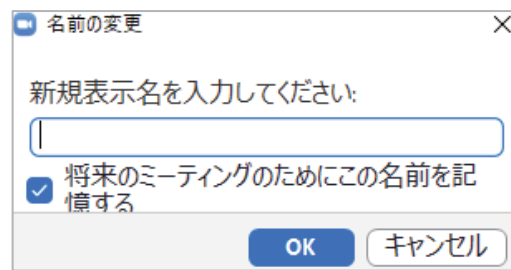 名前の変更
新規表示名を入力してください:
将来のミーティングのためにこの名前を記
憶する
OK
キャンセル